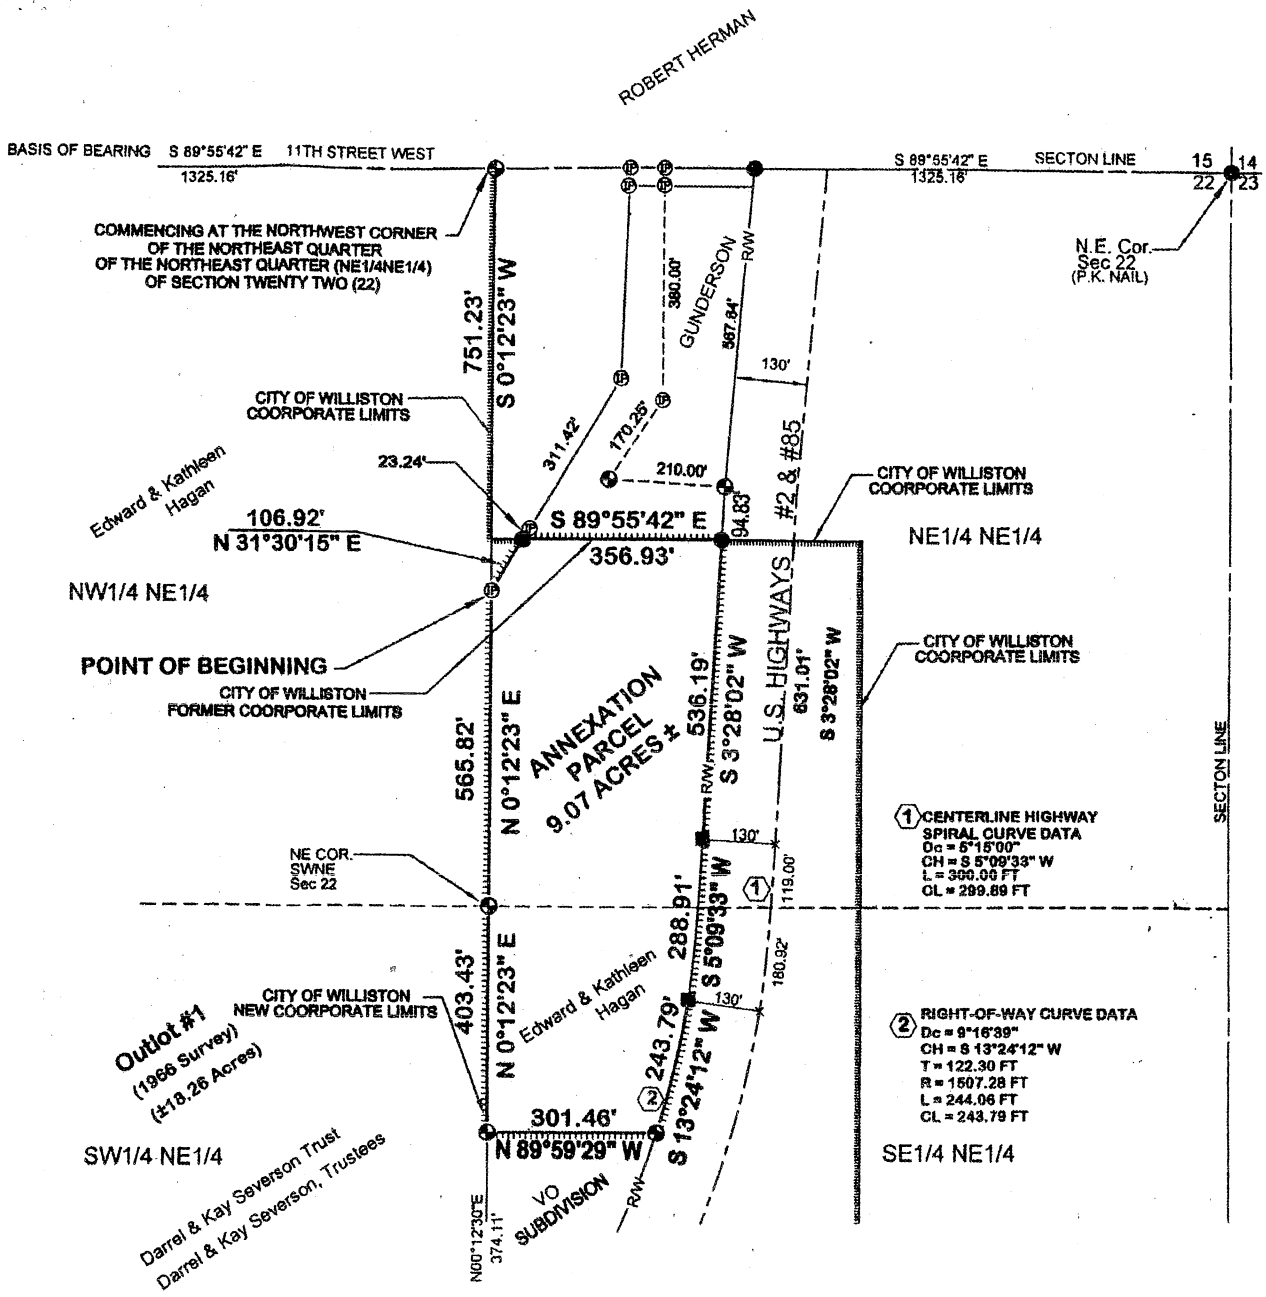 ROBERT HERMAN
BASIS OF BEARING S 89°55'42" E 11TH STREET WEST
1325.16'
S 89°55'42" E SECTON LINE
1325.16'
15 14
22 23
COMMENCING AT THE NORTHWEST CORNER
OF THE NORTHEAST QUARTER
OF THE NORTHEAST QUARTER (NE1/4NE1/4)
OF SECTION TWENTY TWO (22)
N.E. Cor.
Sec 22
(P.K. NAIL)
751.23'
S 0°12'23" W
380.00'
GUNDERSON
567.64'
R/W
130'
CITY OF WILLISTON
COORPORATE LIMITS
311.42'
170.25'
210.00'
94.83'
23.24'
Edward & Kathleen
Hagan
106.92'
N 31°30'15" E
S 89°55'42" E
356.93'
U.S. HIGHWAYS #2 & #85
CITY OF WILLISTON
COORPORATE LIMITS
NE1/4 NE1/4
NW1/4 NE1/4
POINT OF BEGINNING
CITY OF WILLISTON
FORMER COORPORATE LIMITS
CITY OF WILLISTON
COORPORATE LIMITS
565.82'
N 0°12'23" E
ANNEXATION
PARCEL
9.07 ACRES ±
536.19'
S 3°28'02" W
R/W
631.01'
S 3°28'02" W
SECTON LINE
130'
1
119.00'
1 CENTERLINE HIGHWAY
SPIRAL CURVE DATA
Dc = 5°15'00"
CH = S 5°09'33" W
L = 300.00 FT
CL = 299.89 FT
NE COR.
SWNE
Sec 22
288.91'
S 5°09'33" W
180.92'
403.43'
N 0°12'23" E
CITY OF WILLISTON
NEW COORPORATE LIMITS
Edward & Kathleen
Hagan
130'
243.79'
S 13°24'12" W
2
2 RIGHT-OF-WAY CURVE DATA
Dc = 9°16'39"
CH = S 13°24'12" W
T = 122.30 FT
R = 1507.28 FT
L = 244.06 FT
CL = 243.79 FT
Outlot #1
(1966 Survey)
(±18.26 Acres)
301.46'
N 89°59'29" W
SW1/4 NE1/4
SE1/4 NE1/4
Darrel & Kay Severson Trust
Darrel & Kay Severson, Trustees
N00°12'30"E
374.11'
VO
SUBDIVISION
R/W
IP
IP
IP
IP
IP
IP
IP
IP